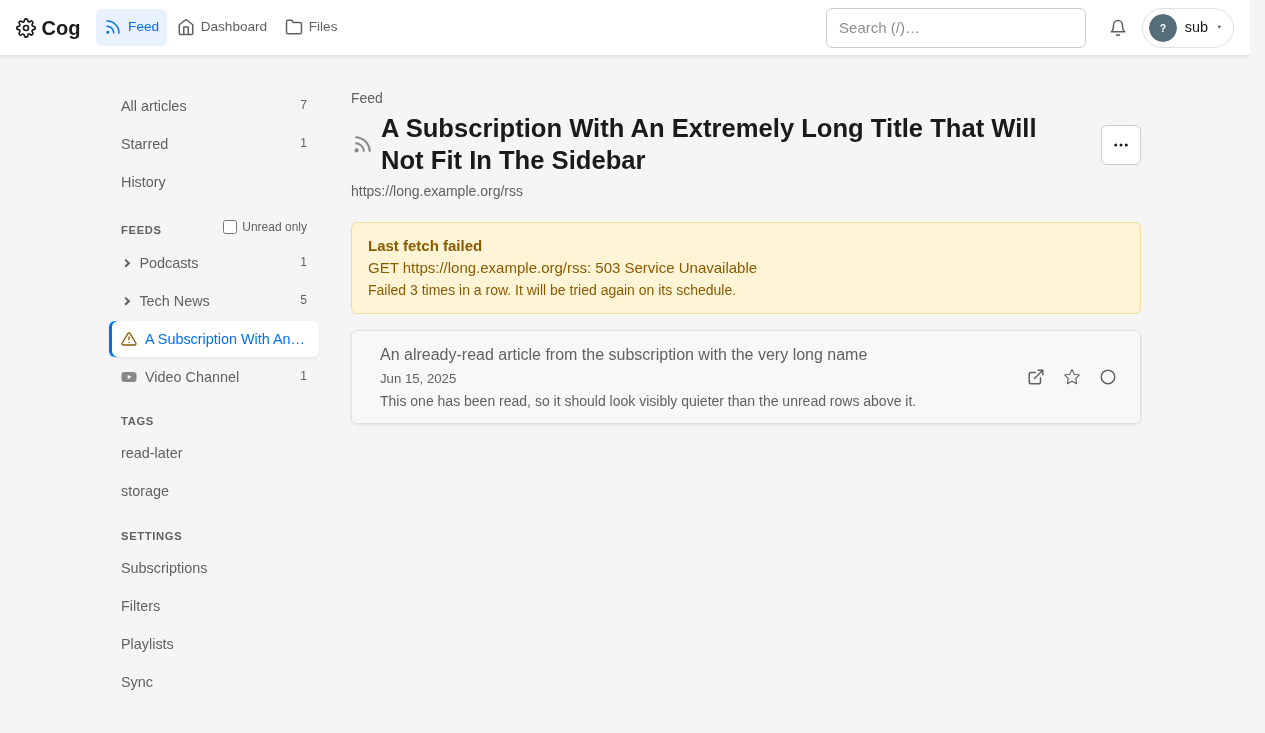 Cog
Feed
Dashboard
Files
Search (/)…
?
sub
All articles 7
Starred 1
History
FEEDS
Unread only
Podcasts 1
Tech News 5
A Subscription With An…
Video Channel 1
TAGS
read-later
storage
SETTINGS
Subscriptions
Filters
Playlists
Sync
Feed
A Subscription With An Extremely Long Title That Will
Not Fit In The Sidebar
https://long.example.org/rss
Last fetch failed
GET https://long.example.org/rss: 503 Service Unavailable
Failed 3 times in a row. It will be tried again on its schedule.
An already-read article from the subscription with the very long name
Jun 15, 2025
This one has been read, so it should look visibly quieter than the unread rows above it.